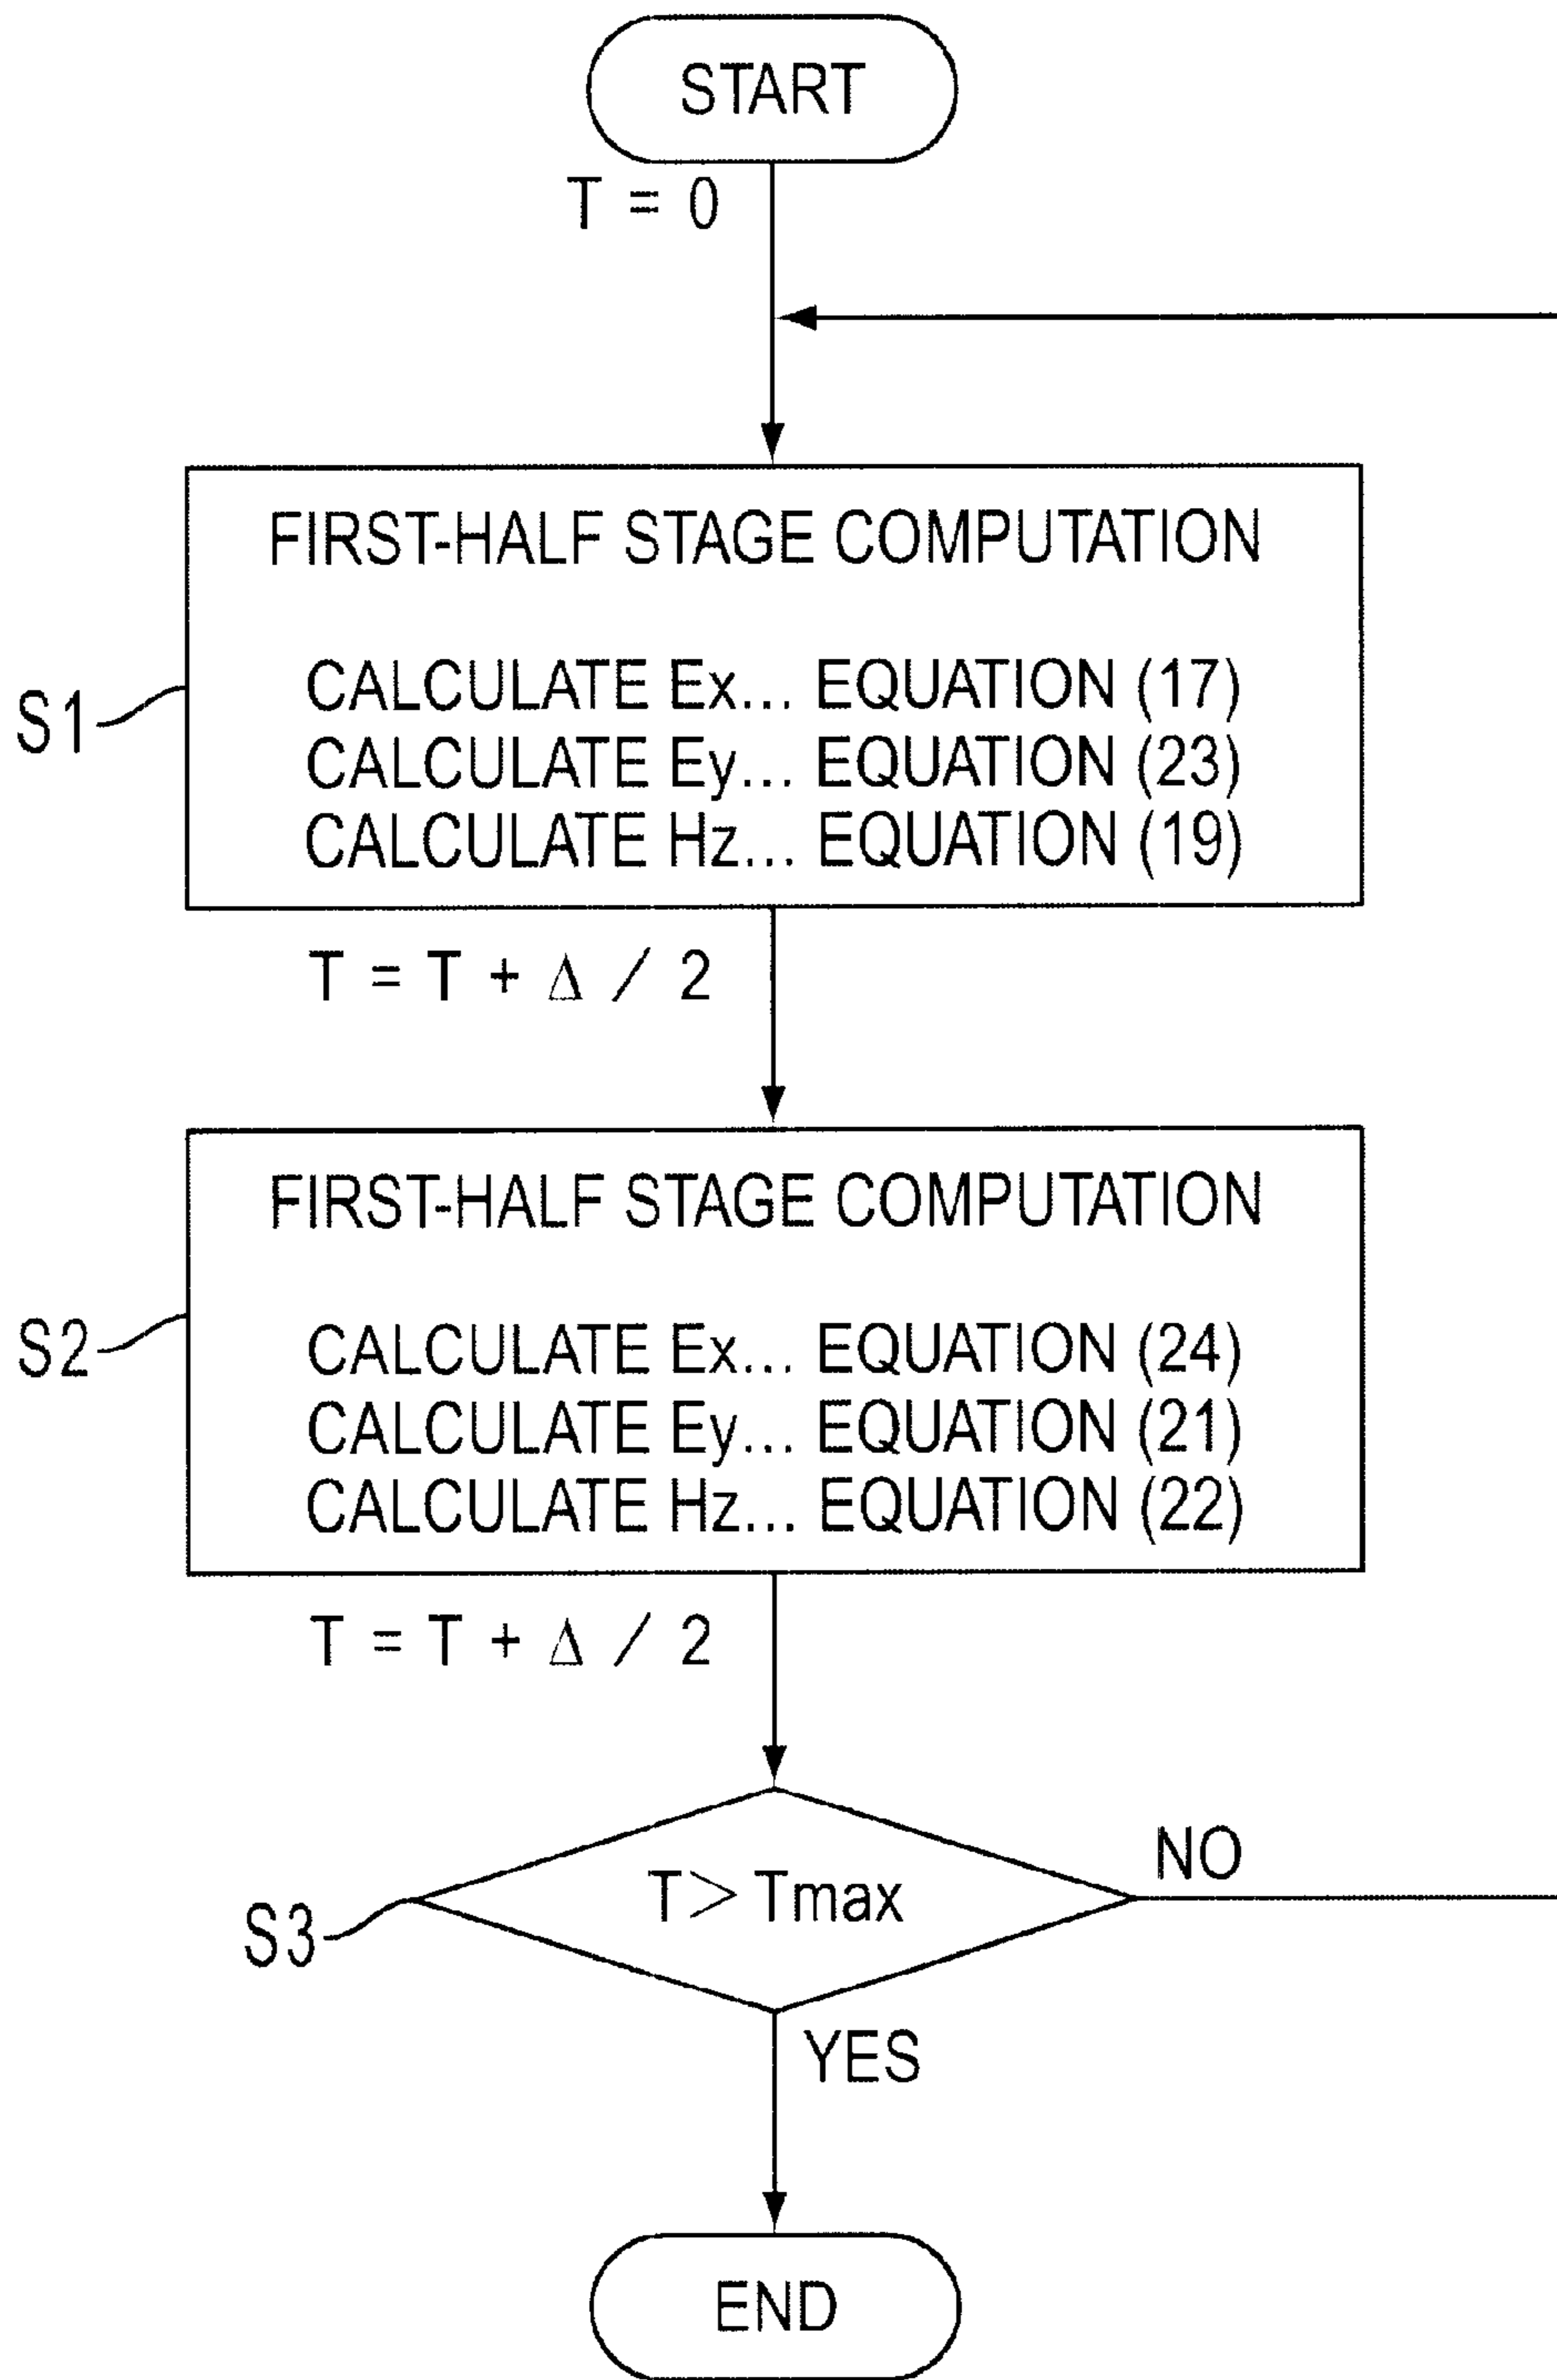 START
T = 0
FIRST-HALF STAGE COMPUTATION
CALCULATE Ex... EQUATION (17)
S1
CALCULATE Ey... EQUATION (23)
CALCULATE Hz... EQUATION (19)
T = T + Δ / 2
FIRST-HALF STAGE COMPUTATION
S2
CALCULATE Ex... EQUATION (24)
CALCULATE Ey... EQUATION (21)
CALCULATE Hz... EQUATION (22)
T = T + Δ / 2
NO
T > Tmax
S3
YES
END